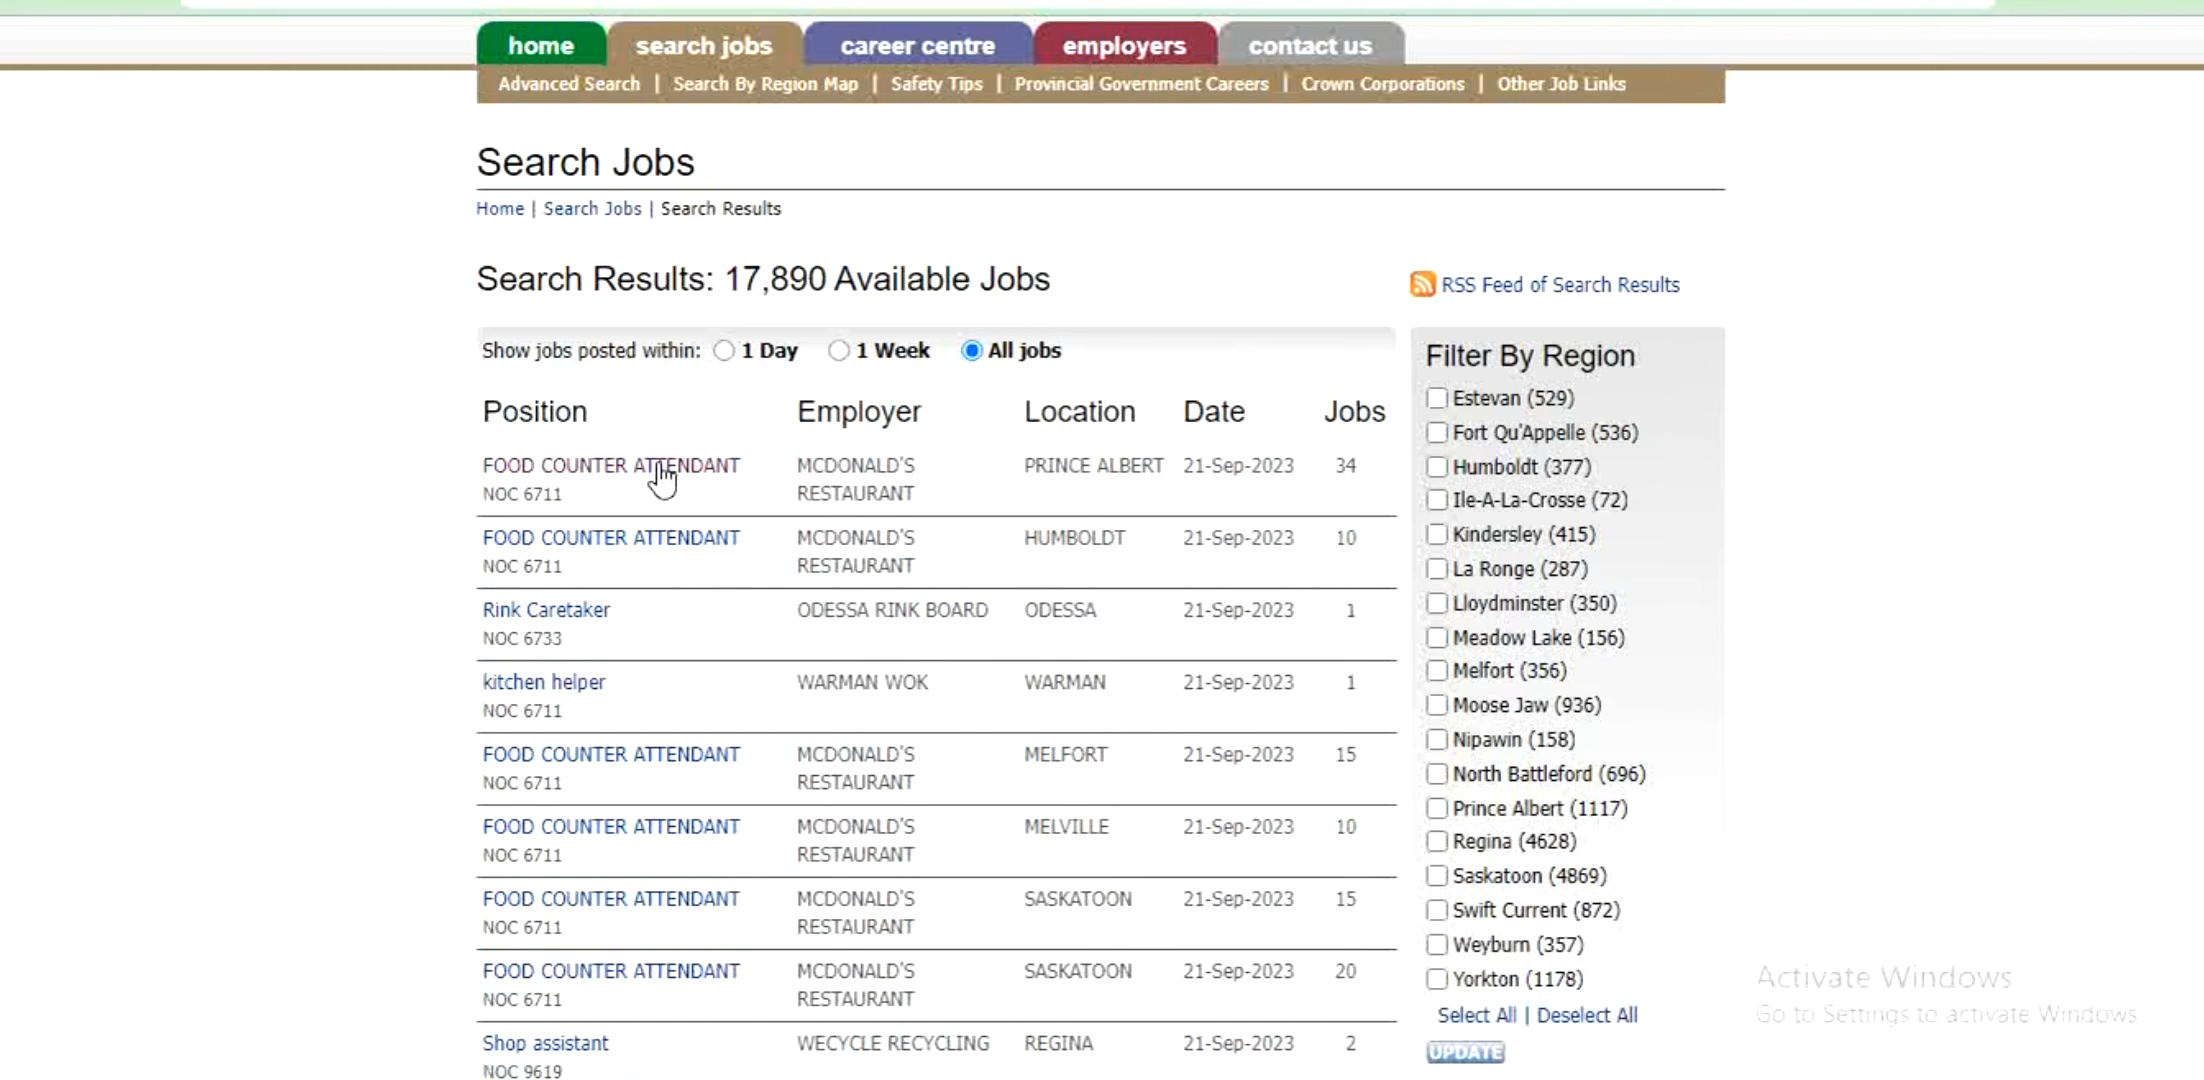 home search jobs career centre employers contact us
Advanced Search | Search By Region Map | Safety Tips | Provincial Government Careers | Crown Corporations | Other Job Links
Search Jobs
Home | Search Jobs | Search Results
Search Results: 17,890 Available Jobs
RSS Feed of Search Results
Show jobs posted within: 1 Day 1 Week All jobs
Position Employer Location Date Jobs
FOOD COUNTER ATTENDANT MCDONALD'S PRINCE ALBERT 21-Sep-2023 34
NOC 6711 RESTAURANT
FOOD COUNTER ATTENDANT MCDONALD'S HUMBOLDT 21-Sep-2023 10
NOC 6711 RESTAURANT
Rink Caretaker ODESSA RINK BOARD ODESSA 21-Sep-2023 1
NOC 6733
kitchen helper WARMAN WOK WARMAN 21-Sep-2023 1
NOC 6711
FOOD COUNTER ATTENDANT MCDONALD'S MELFORT 21-Sep-2023 15
NOC 6711 RESTAURANT
FOOD COUNTER ATTENDANT MCDONALD'S MELVILLE 21-Sep-2023 10
NOC 6711 RESTAURANT
FOOD COUNTER ATTENDANT MCDONALD'S SASKATOON 21-Sep-2023 15
NOC 6711 RESTAURANT
FOOD COUNTER ATTENDANT MCDONALD'S SASKATOON 21-Sep-2023 20
NOC 6711 RESTAURANT
Shop assistant WECYCLE RECYCLING REGINA 21-Sep-2023 2
NOC 9619
Filter By Region
Estevan (529)
Fort Qu'Appelle (536)
Humboldt (377)
Ile-A-La-Crosse (72)
Kindersley (415)
La Ronge (287)
Lloydminster (350)
Meadow Lake (156)
Melfort (356)
Moose Jaw (936)
Nipawin (158)
North Battleford (696)
Prince Albert (1117)
Regina (4628)
Saskatoon (4869)
Swift Current (872)
Weyburn (357)
Yorkton (1178)
Select All | Deselect All
UPDATE
Activate Windows
Go to Settings to activate Windows